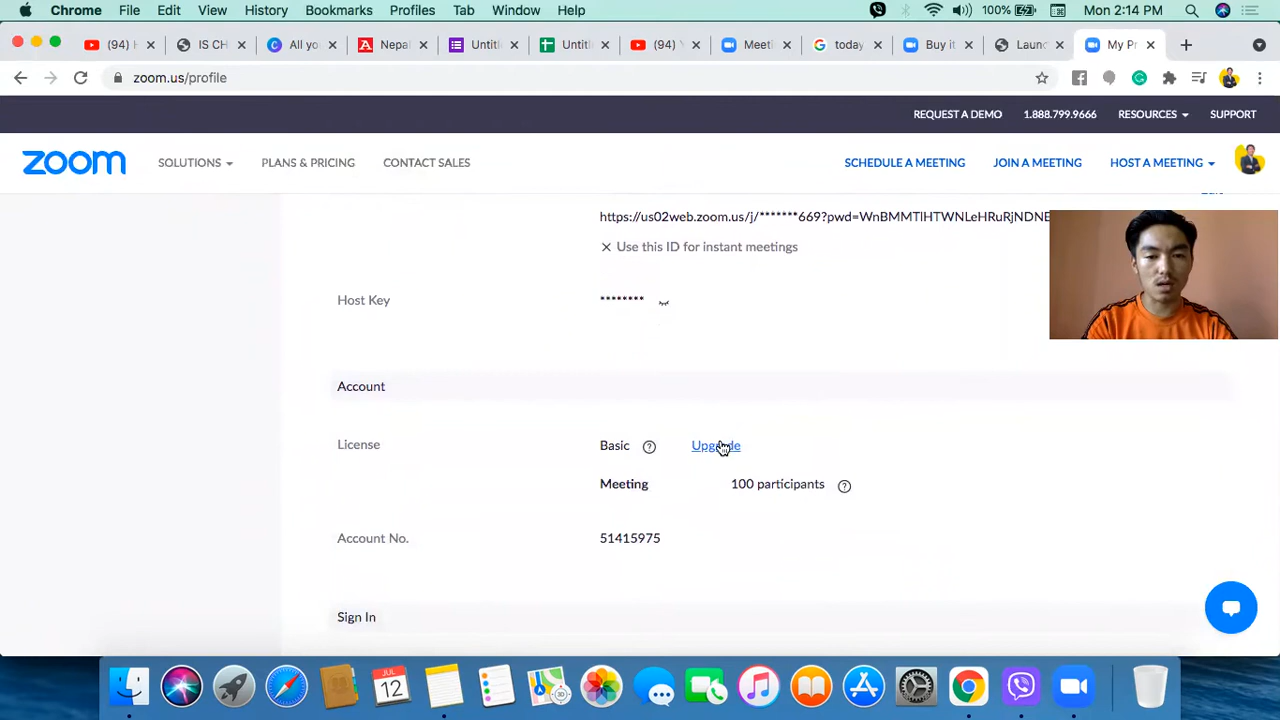 Chrome File Edit View History Bookmarks Profiles Tab Window Help 100% Mon 2:14 PM
(94) H IS CH All yo Nepal Untitl Untitl (94) Y Meeti today Buy it Launc My Pr
zoom.us/profile
REQUEST A DEMO 1.888.799.9666 RESOURCES SUPPORT
zoom SOLUTIONS PLANS & PRICING CONTACT SALES SCHEDULE A MEETING JOIN A MEETING HOST A MEETING
https://us02web.zoom.us/j/*******669?pwd=WnBMMTlHTWNLeHRuRjNDNE
Use this ID for instant meetings
Host Key ********
Account
License Basic Upgrade
Meeting 100 participants
Account No. 51415975
Sign In
JUL
12